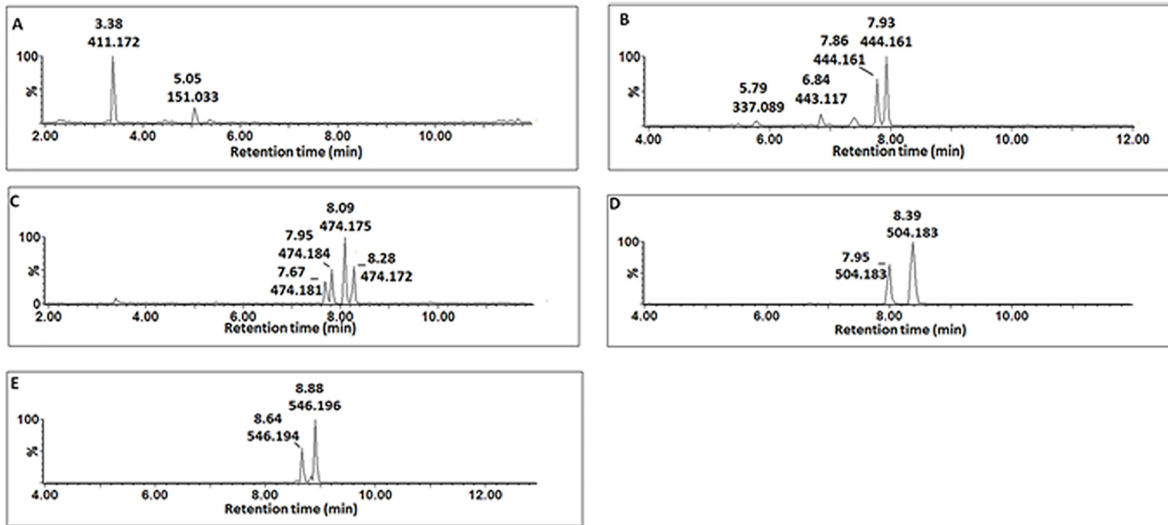 A
3.38
411.172
5.05
151.033
100
%
2.00 4.00 6.00 8.00 10.00
Retention time (min)
B
7.93
7.86 444.161
444.161
6.84
5.79 443.117
337.089
100
%
4.00 6.00 8.00 10.00 12.00
Retention time (min)
C
8.09
474.175
7.95
474.184
8.28
474.172
7.67
474.181
100
%
0
2.00 4.00 6.00 8.00 10.00
Retention time (min)
D
8.39
504.183
7.95
504.183
100
%
4.00 6.00 8.00 10.00
Retention time (min)
E
8.88
546.196
8.64
546.194
100
%
4.00 6.00 8.00 10.00 12.00
Retention time (min)